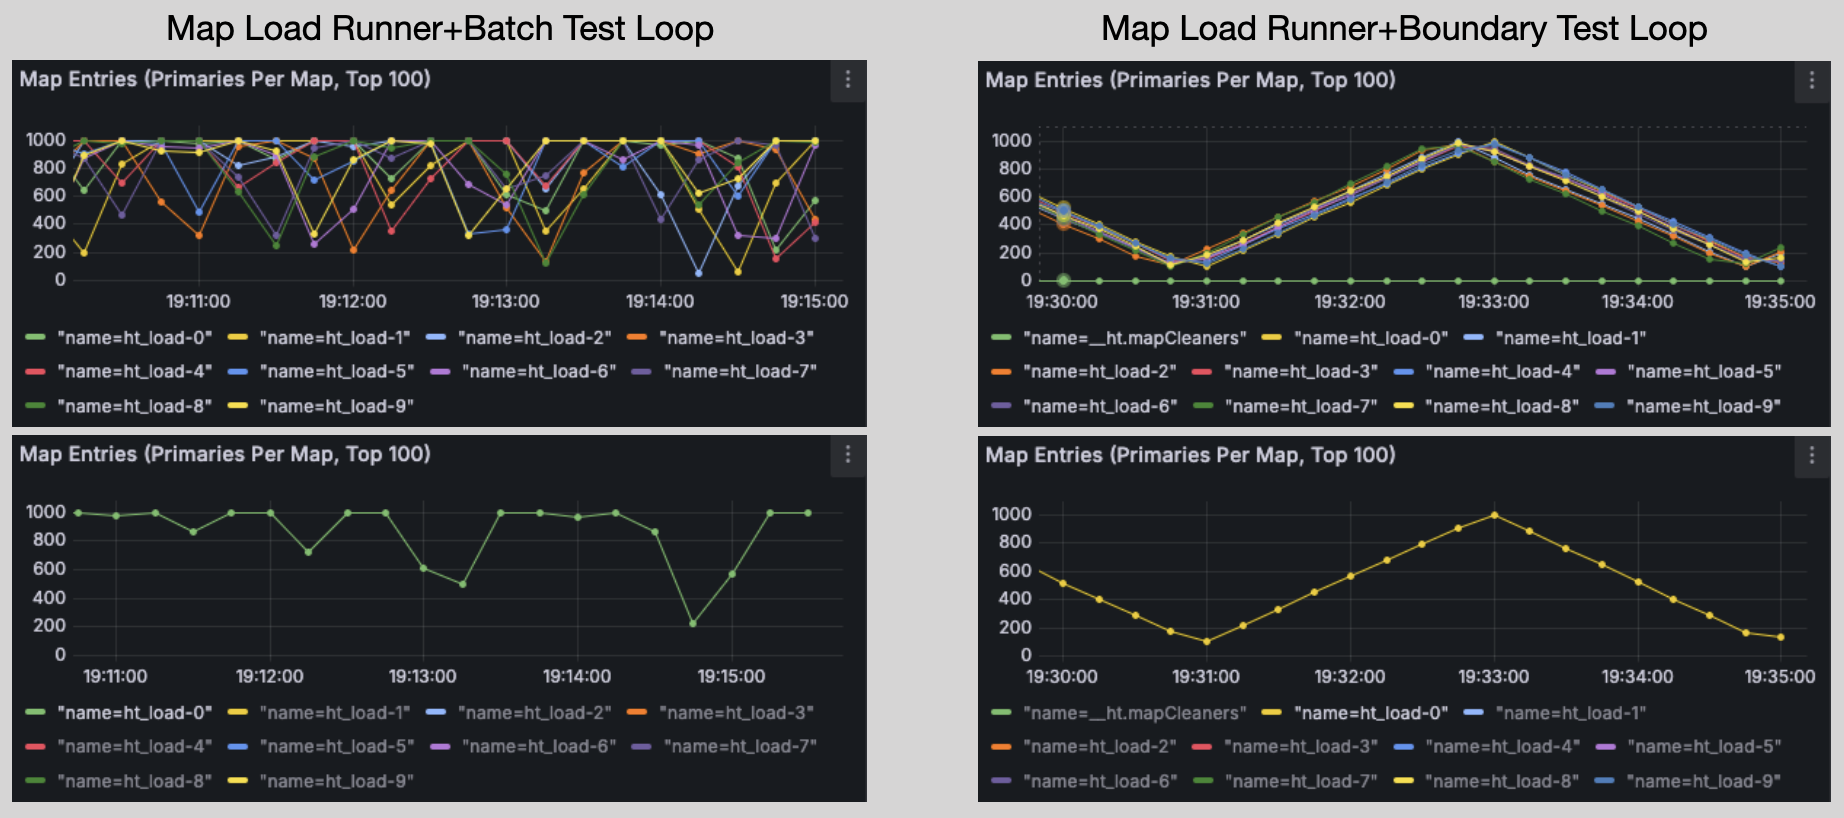 Map Load Runner+Batch Test Loop
Map Entries (Primaries Per Map, Top 100)
1000
800
600
400
200
0
19:11:00 19:12:00 19:13:00 19:14:00 19:15:00
"name=ht_load-0" "name=ht_load-1" "name=ht_load-2" "name=ht_load-3"
"name=ht_load-4" "name=ht_load-5" "name=ht_load-6" "name=ht_load-7"
"name=ht_load-8" "name=ht_load-9"
Map Entries (Primaries Per Map, Top 100)
1000
800
600
400
200
0
19:11:00 19:12:00 19:13:00 19:14:00 19:15:00
"name=ht_load-0" "name=ht_load-1" "name=ht_load-2" "name=ht_load-3"
"name=ht_load-4" "name=ht_load-5" "name=ht_load-6" "name=ht_load-7"
"name=ht_load-8" "name=ht_load-9"
Map Load Runner+Boundary Test Loop
Map Entries (Primaries Per Map, Top 100)
1000
800
600
400
200
0
19:30:00 19:31:00 19:32:00 19:33:00 19:34:00 19:35:00
"name=__ht.mapCleaners" "name=ht_load-0" "name=ht_load-1"
"name=ht_load-2" "name=ht_load-3" "name=ht_load-4" "name=ht_load-5"
"name=ht_load-6" "name=ht_load-7" "name=ht_load-8" "name=ht_load-9"
Map Entries (Primaries Per Map, Top 100)
1000
800
600
400
200
0
19:30:00 19:31:00 19:32:00 19:33:00 19:34:00 19:35:00
"name=__ht.mapCleaners" "name=ht_load-0" "name=ht_load-1"
"name=ht_load-2" "name=ht_load-3" "name=ht_load-4" "name=ht_load-5"
"name=ht_load-6" "name=ht_load-7" "name=ht_load-8" "name=ht_load-9"